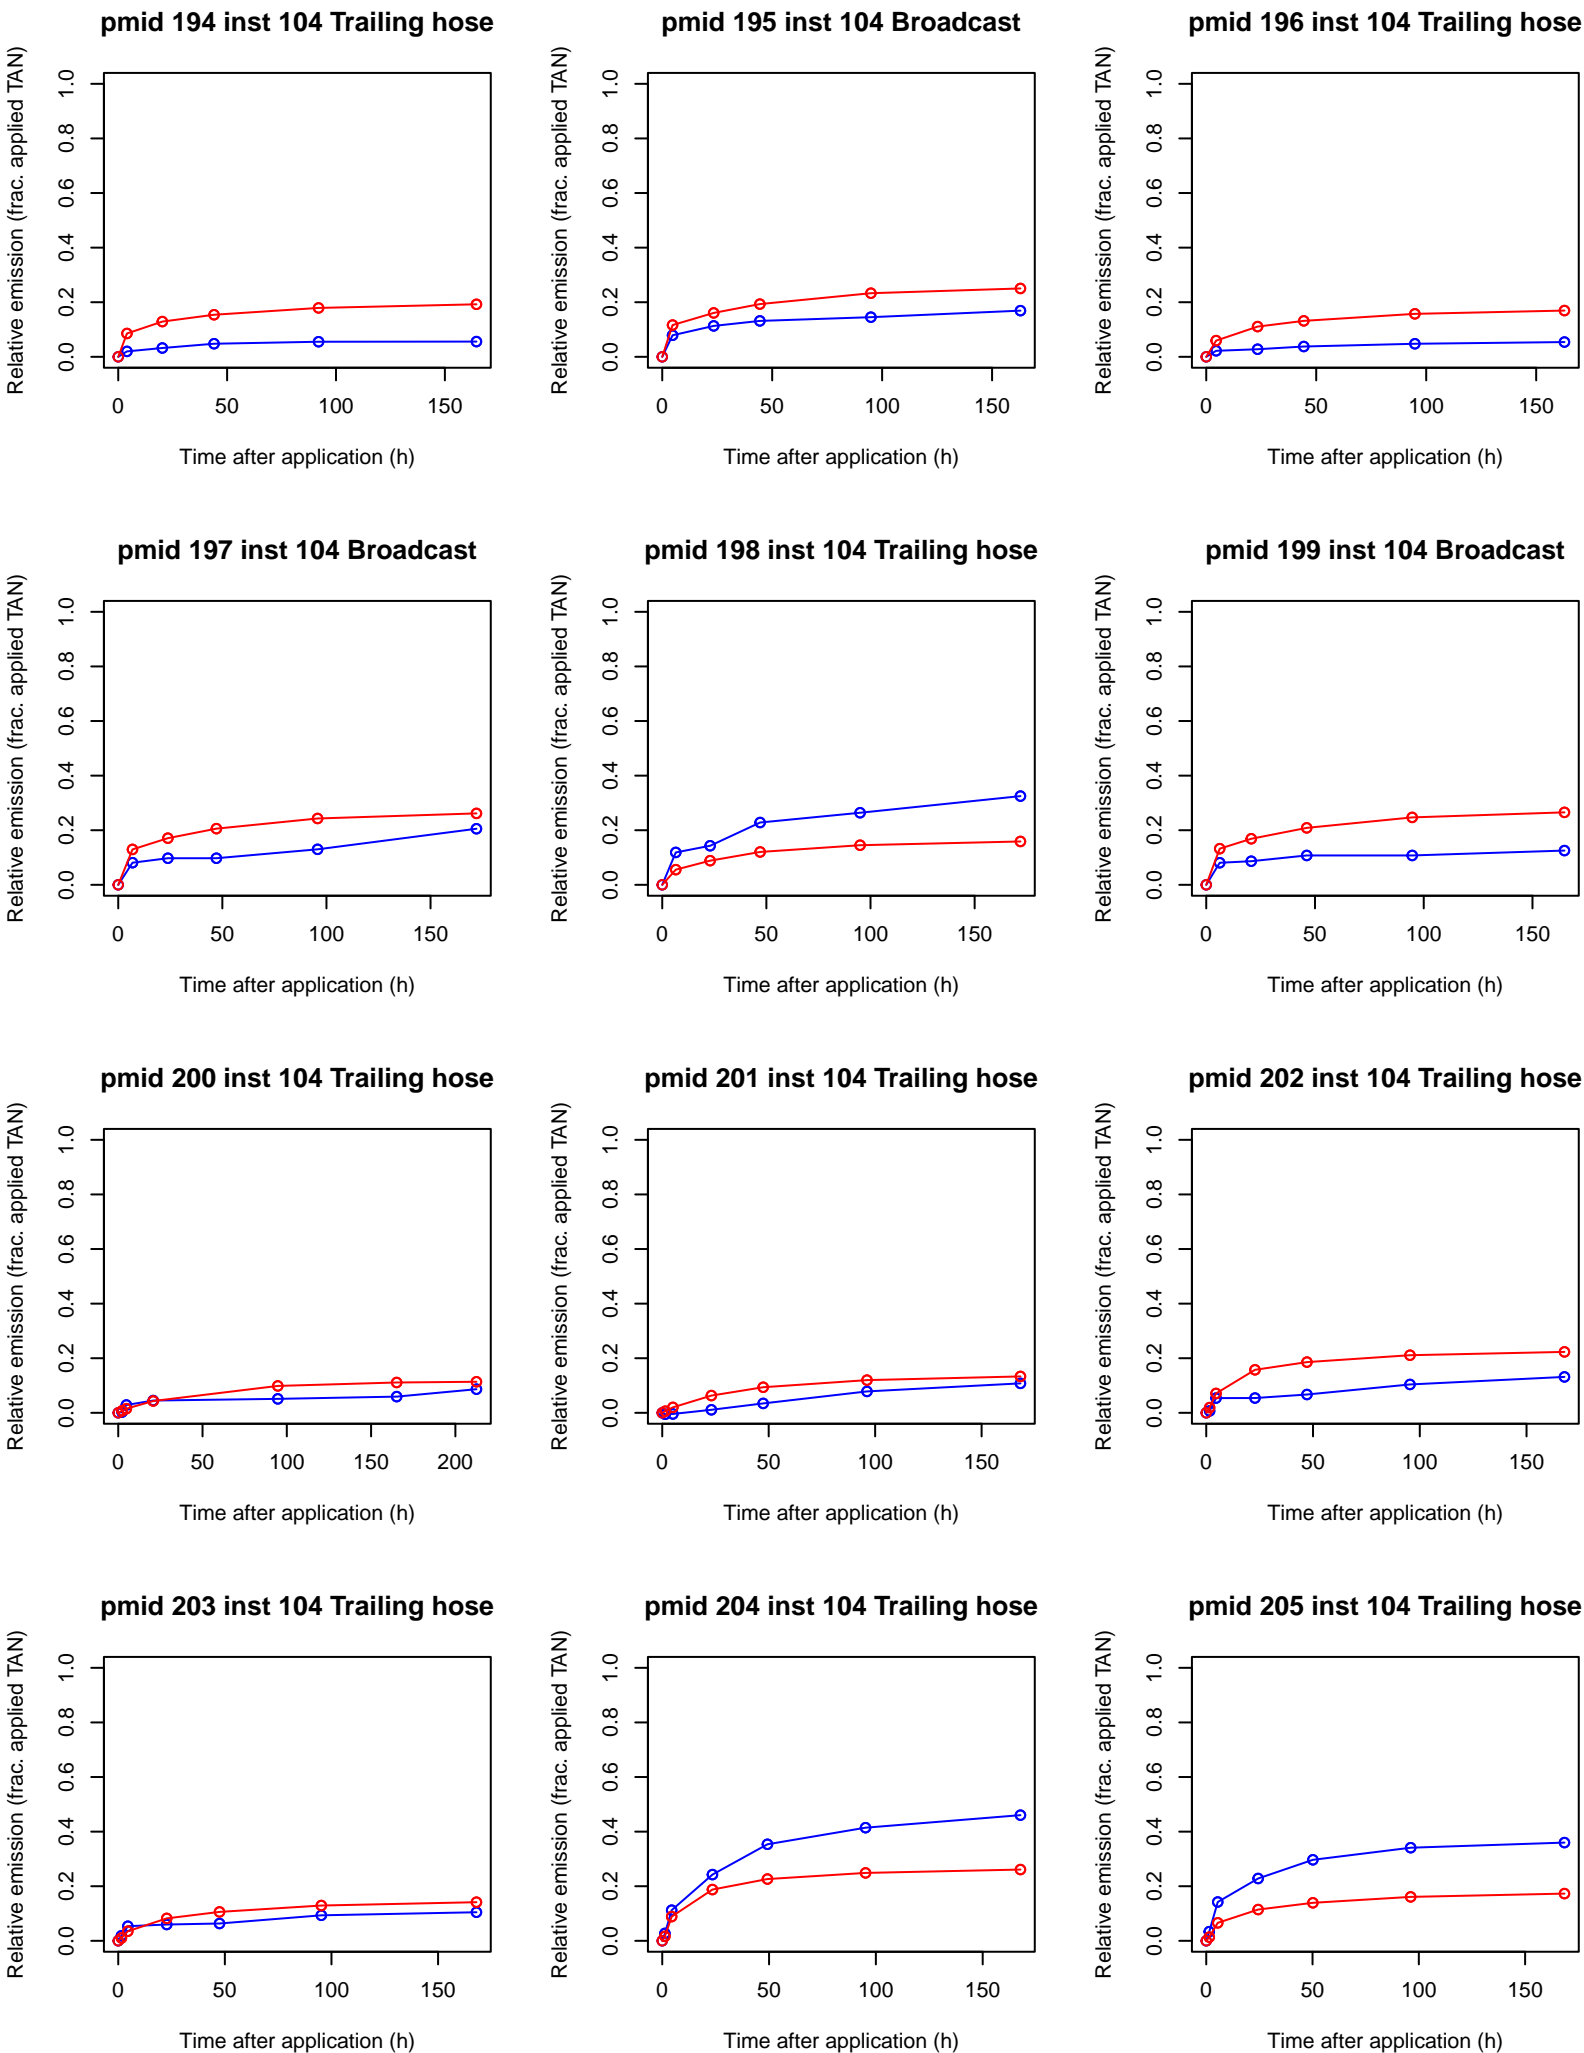 pmid 194 inst 104 Trailing hose
Relative emission (frac. applied TAN)
0.0 0.2 0.4 0.6 0.8 1.0
0 50 100 150
Time after application (h)
pmid 195 inst 104 Broadcast
Relative emission (frac. applied TAN)
0.0 0.2 0.4 0.6 0.8 1.0
0 50 100 150
Time after application (h)
pmid 196 inst 104 Trailing hose
Relative emission (frac. applied TAN)
0.0 0.2 0.4 0.6 0.8 1.0
0 50 100 150
Time after application (h)
pmid 197 inst 104 Broadcast
Relative emission (frac. applied TAN)
0.0 0.2 0.4 0.6 0.8 1.0
0 50 100 150
Time after application (h)
pmid 198 inst 104 Trailing hose
Relative emission (frac. applied TAN)
0.0 0.2 0.4 0.6 0.8 1.0
0 50 100 150
Time after application (h)
pmid 199 inst 104 Broadcast
Relative emission (frac. applied TAN)
0.0 0.2 0.4 0.6 0.8 1.0
0 50 100 150
Time after application (h)
pmid 200 inst 104 Trailing hose
Relative emission (frac. applied TAN)
0.0 0.2 0.4 0.6 0.8 1.0
0 50 100 150 200
Time after application (h)
pmid 201 inst 104 Trailing hose
Relative emission (frac. applied TAN)
0.0 0.2 0.4 0.6 0.8 1.0
0 50 100 150
Time after application (h)
pmid 202 inst 104 Trailing hose
Relative emission (frac. applied TAN)
0.0 0.2 0.4 0.6 0.8 1.0
0 50 100 150
Time after application (h)
pmid 203 inst 104 Trailing hose
Relative emission (frac. applied TAN)
0.0 0.2 0.4 0.6 0.8 1.0
0 50 100 150
Time after application (h)
pmid 204 inst 104 Trailing hose
Relative emission (frac. applied TAN)
0.0 0.2 0.4 0.6 0.8 1.0
0 50 100 150
Time after application (h)
pmid 205 inst 104 Trailing hose
Relative emission (frac. applied TAN)
0.0 0.2 0.4 0.6 0.8 1.0
0 50 100 150
Time after application (h)